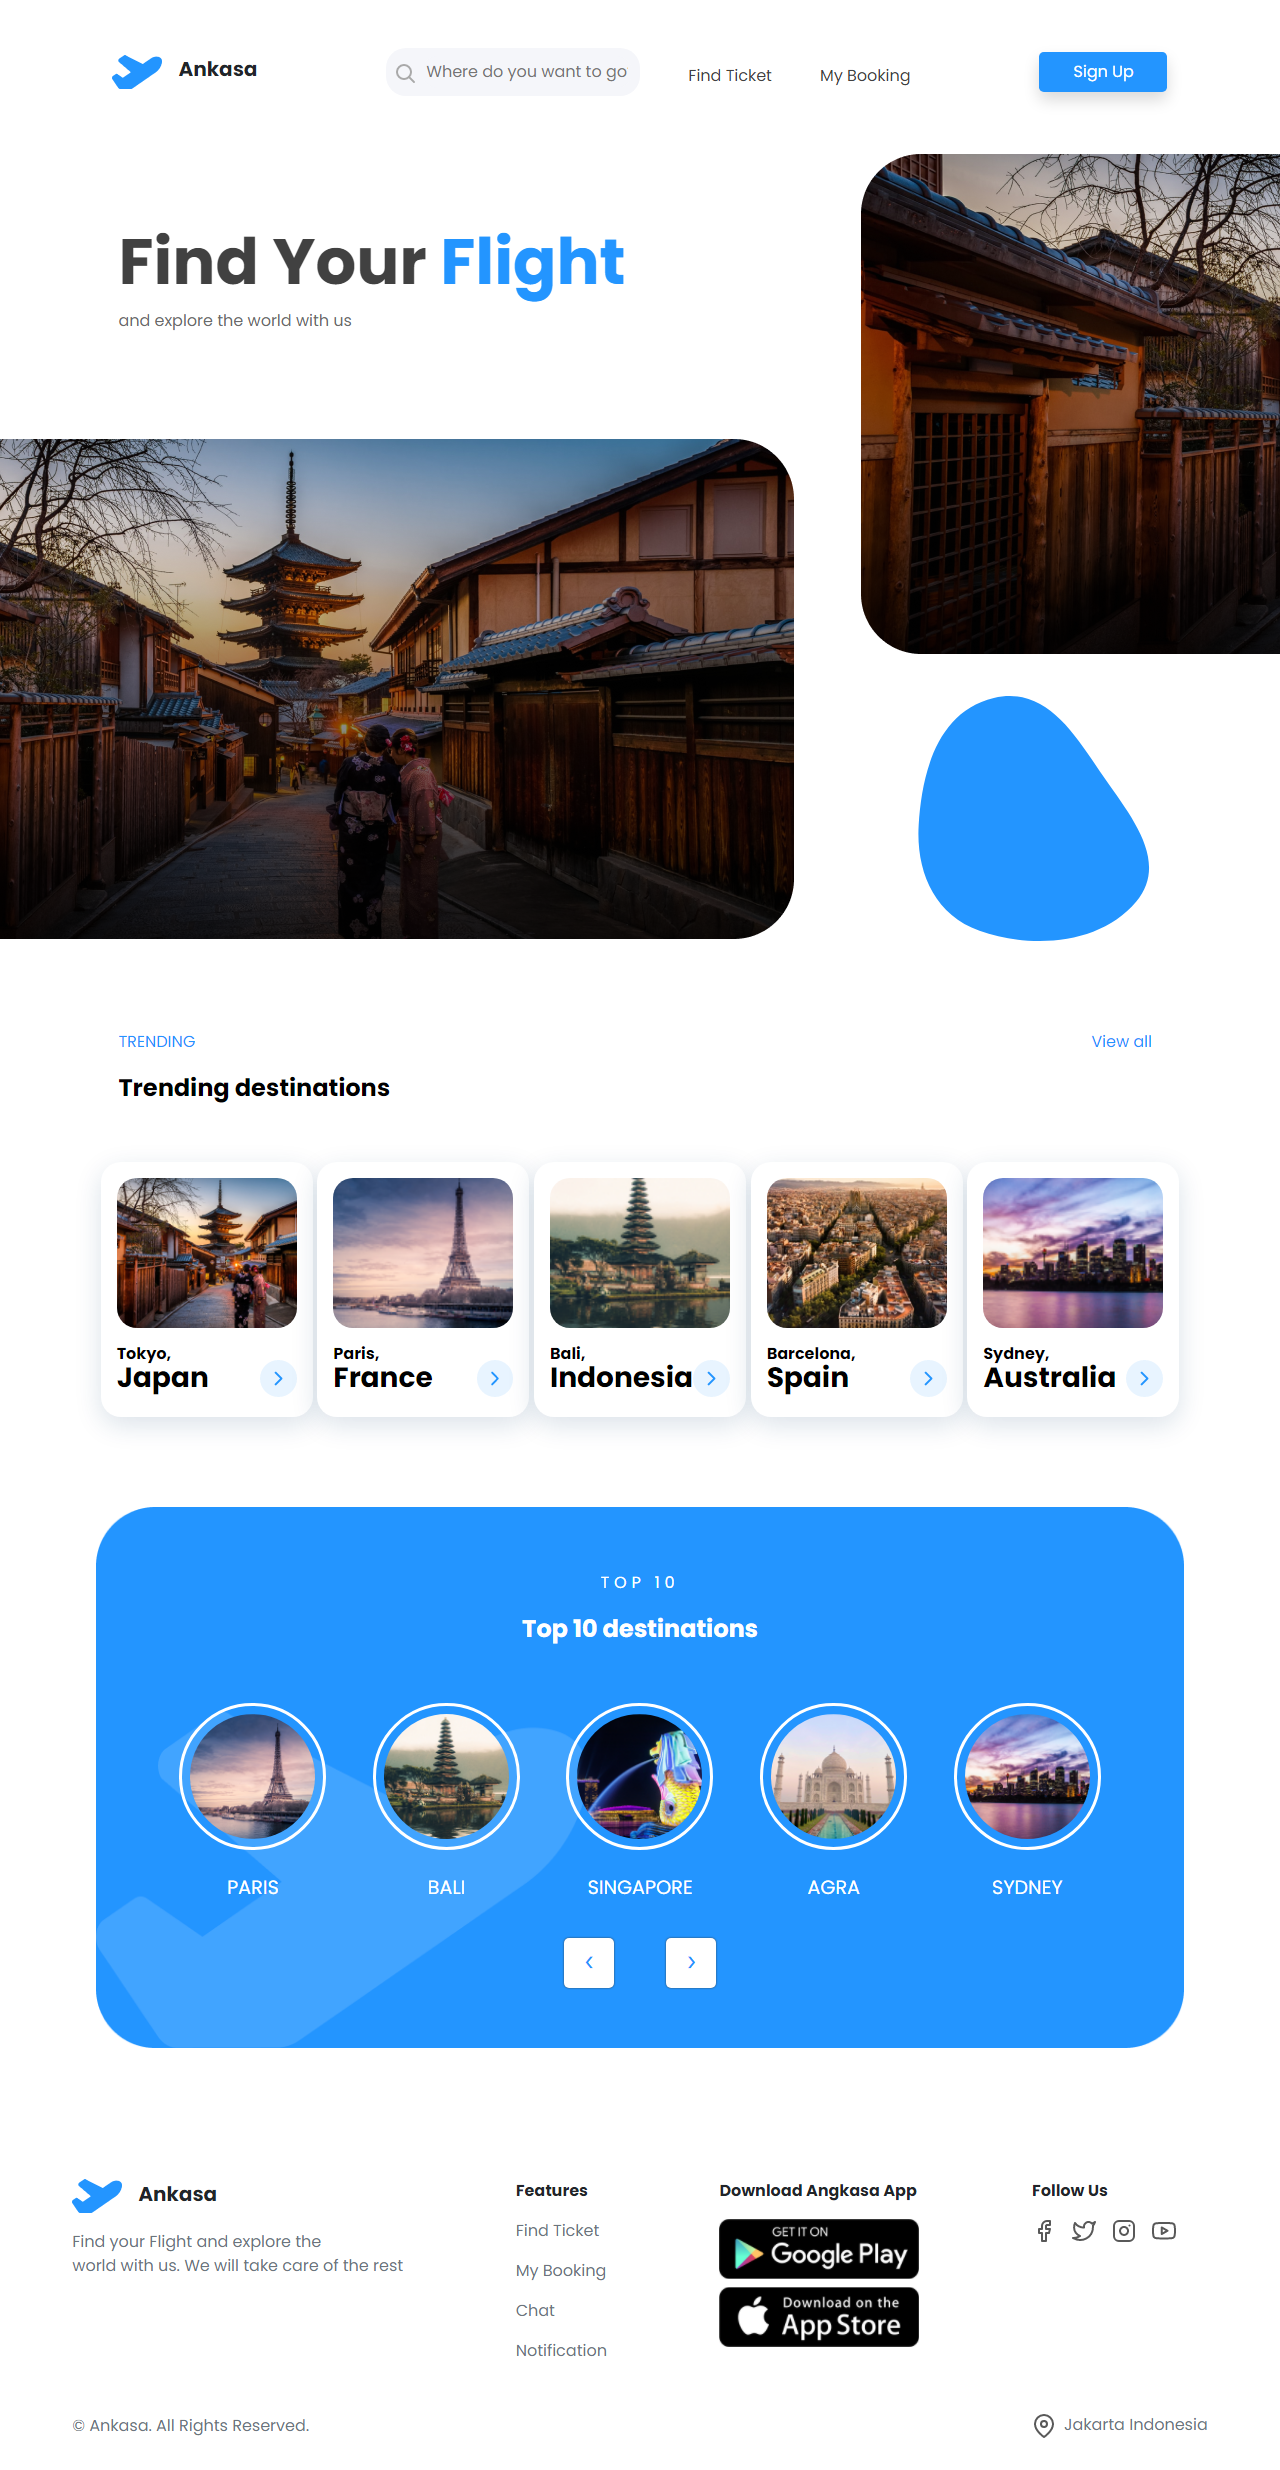 Ankasa
Where do you want to go
Find Ticket
My Booking
Sign Up
Find Your Flight
and explore the world with us
TRENDING
View all
Trending destinations
Tokyo,
Japan
Paris,
France
Bali,
Indonesia
Barcelona,
Spain
Sydney,
Australia
TOP 10
Top 10 destinations
PARIS
BALI
SINGAPORE
AGRA
SYDNEY
Ankasa
Find your Flight and explore the
world with us. We will take care of the rest
Features
Find Ticket
My Booking
Chat
Notification
Download Angkasa App
GET IT ON
Google Play
Download on the
App Store
Follow Us
© Ankasa. All Rights Reserved.
Jakarta Indonesia